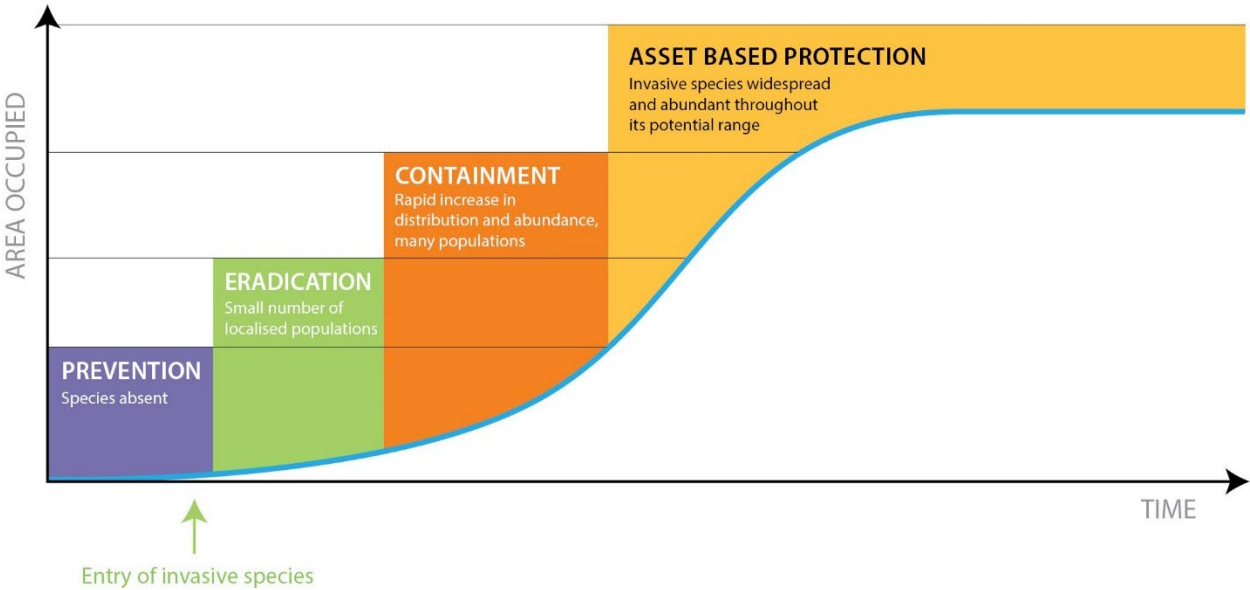 AREA OCCUPIED
ASSET BASED PROTECTION
Invasive species widespread
and abundant throughout
its potential range
CONTAINMENT
Rapid increase in
distribution and abundance,
many populations
ERADICATION
Small number of
localised populations
PREVENTION
Species absent
TIME
Entry of invasive species